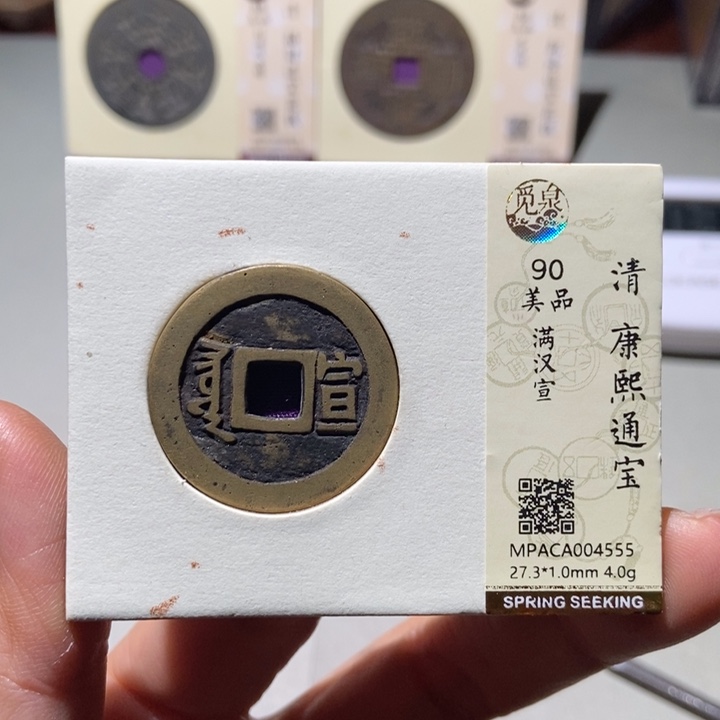 觅泉
90
美品
满汉宣
清 康熙通宝
MPACA004555
27.3*1.0mm 4.0g
SPRING SEEKING
宣